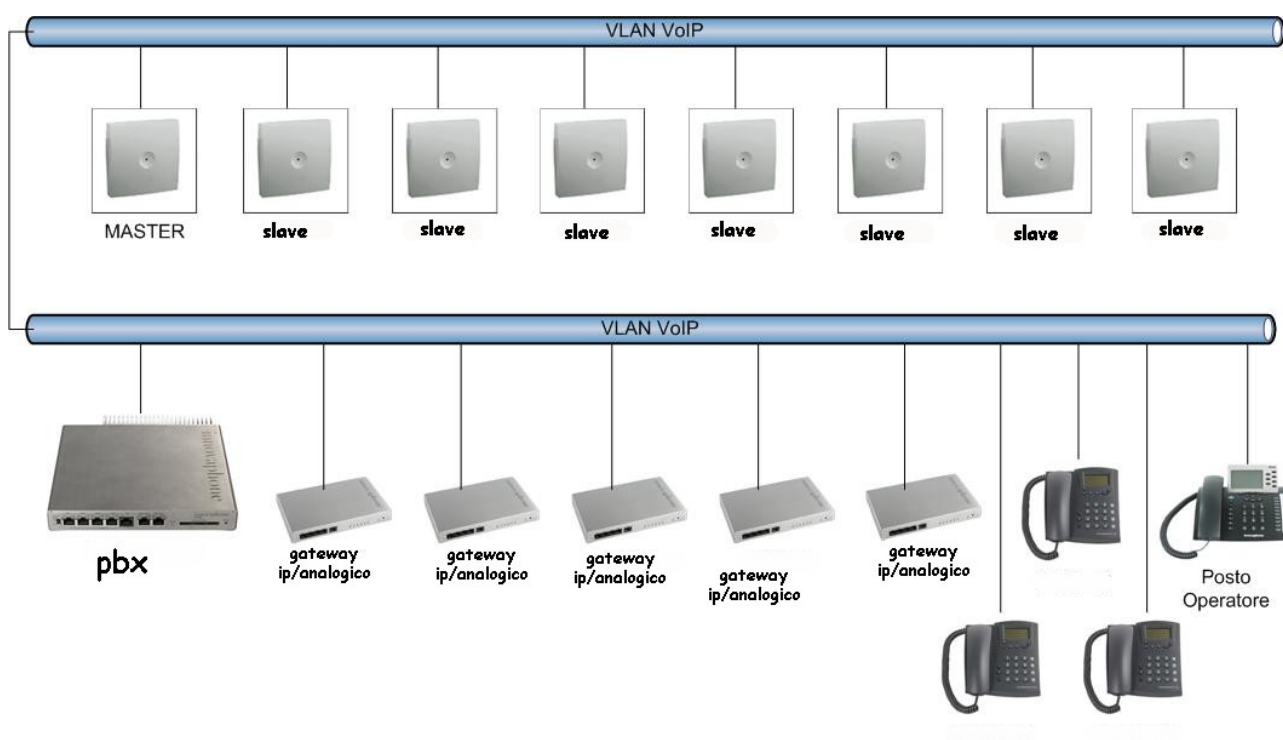 VLAN VoIP
MASTER
slave
slave
slave
slave
slave
slave
slave
VLAN VoIP
innovaphone
pbx
gateway
ip/analogico
gateway
ip/analogico
gateway
ip/analogico
gateway
ip/analogico
gateway
ip/analogico
Posto
Operatore